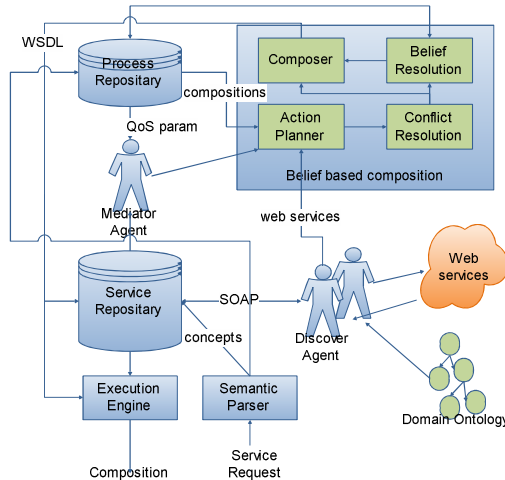 WSDL
Process
Repositary
Composer
Belief
Resolution
compositions
Action
Planner
Conflict
Resolution
QoS param
Belief based composition
Mediator
Agent
web services
Web
services
Service
Repositary
SOAP
concepts
Discover
Agent
Execution
Engine
Semantic
Parser
Domain Ontology
Composition
Service
Request